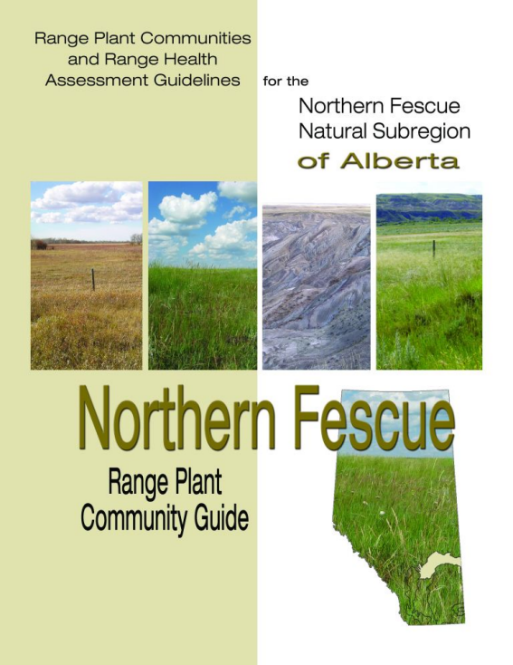 Range Plant Communities
and Range Health
Assessment Guidelines for the
Northern Fescue
Natural Subregion
of Alberta
Northern Fescue
Range Plant
Community Guide